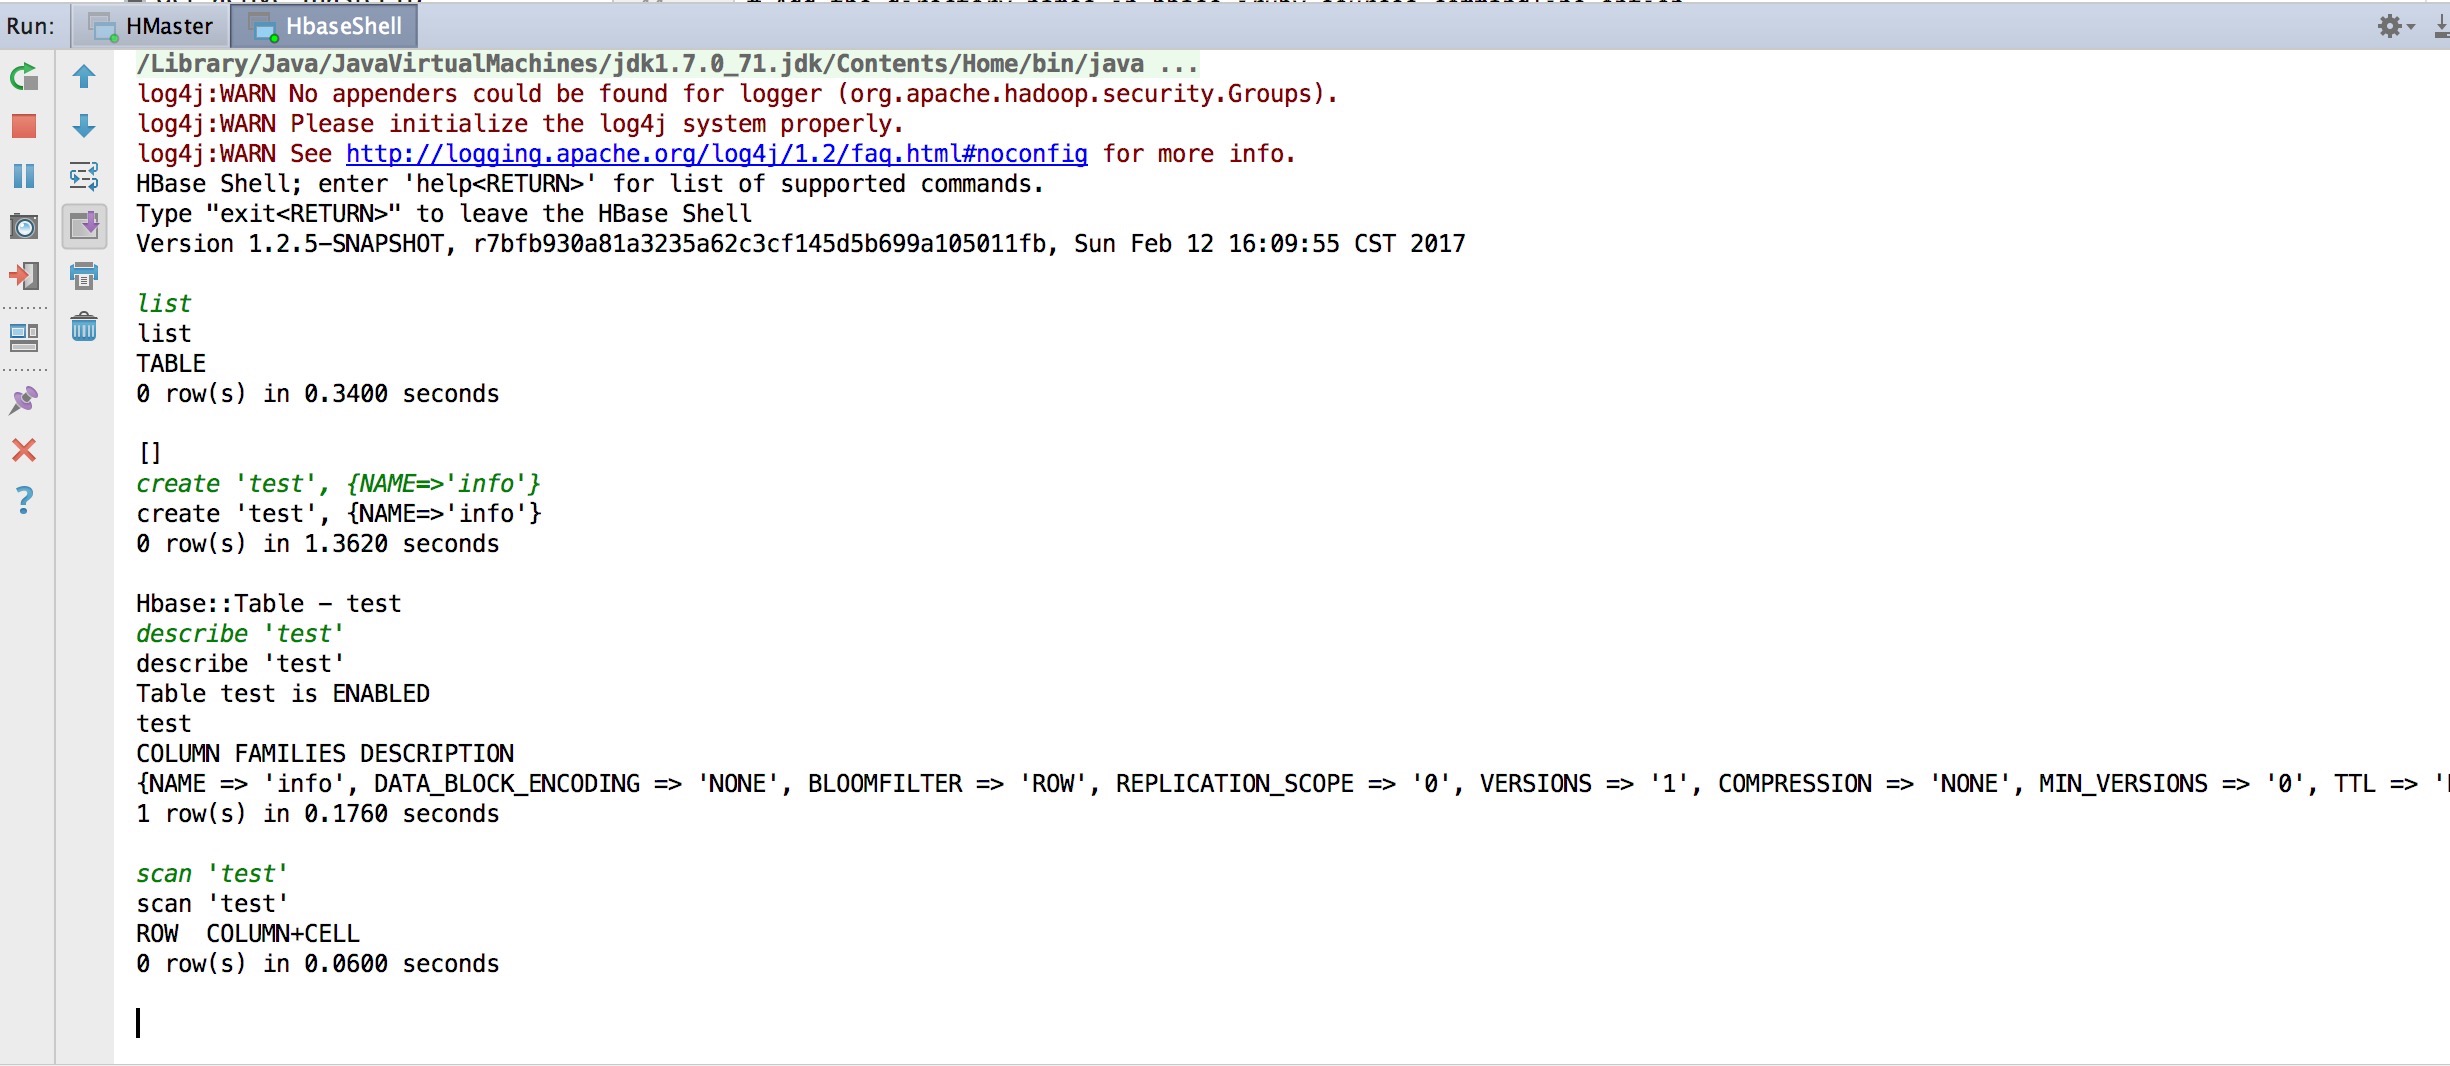 Run: HMaster HbaseShell
/Library/Java/JavaVirtualMachines/jdk1.7.0_71.jdk/Contents/Home/bin/java ...
log4j:WARN No appenders could be found for logger (org.apache.hadoop.security.Groups).
log4j:WARN Please initialize the log4j system properly.
log4j:WARN See http://logging.apache.org/log4j/1.2/faq.html#noconfig for more info.
HBase Shell; enter 'help<RETURN>' for list of supported commands.
Type "exit<RETURN>" to leave the HBase Shell
Version 1.2.5-SNAPSHOT, r7bfb930a81a3235a62c3cf145d5b699a105011fb, Sun Feb 12 16:09:55 CST 2017
list
list
TABLE
0 row(s) in 0.3400 seconds
[]
create 'test', {NAME=>'info'}
create 'test', {NAME=>'info'}
0 row(s) in 1.3620 seconds
Hbase::Table - test
describe 'test'
describe 'test'
Table test is ENABLED
test
COLUMN FAMILIES DESCRIPTION
{NAME => 'info', DATA_BLOCK_ENCODING => 'NONE', BLOOMFILTER => 'ROW', REPLICATION_SCOPE => '0', VERSIONS => '1', COMPRESSION => 'NONE', MIN_VERSIONS => '0', TTL => '
1 row(s) in 0.1760 seconds
scan 'test'
scan 'test'
ROW  COLUMN+CELL
0 row(s) in 0.0600 seconds